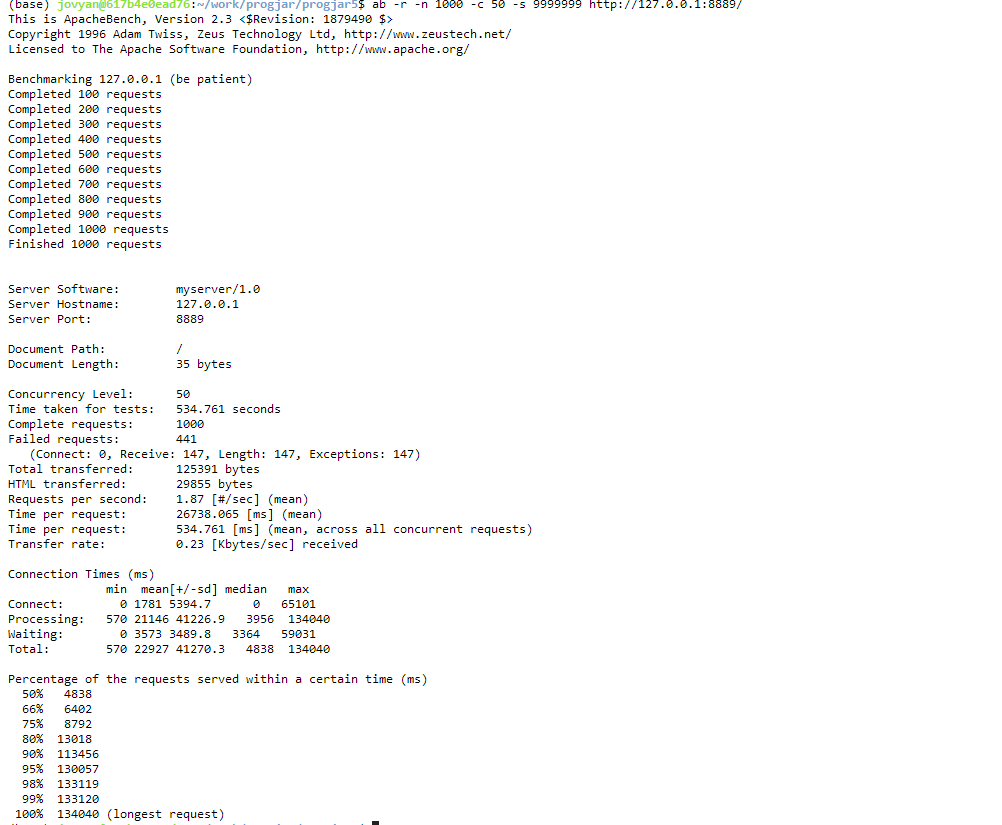 (base) jovyan@617b4e0ead76:~/work/progjar/progjar5$ ab -r -n 1000 -c 50 -s 9999999 http://127.0.0.1:8889/
This is ApacheBench, Version 2.3 <$Revision: 1879490 $>
Copyright 1996 Adam Twiss, Zeus Technology Ltd, http://www.zeustech.net/
Licensed to The Apache Software Foundation, http://www.apache.org/

Benchmarking 127.0.0.1 (be patient)
Completed 100 requests
Completed 200 requests
Completed 300 requests
Completed 400 requests
Completed 500 requests
Completed 600 requests
Completed 700 requests
Completed 800 requests
Completed 900 requests
Completed 1000 requests
Finished 1000 requests


Server Software:        myserver/1.0
Server Hostname:        127.0.0.1
Server Port:            8889

Document Path:          /
Document Length:        35 bytes

Concurrency Level:      50
Time taken for tests:   534.761 seconds
Complete requests:      1000
Failed requests:        441
   (Connect: 0, Receive: 147, Length: 147, Exceptions: 147)
Total transferred:      125391 bytes
HTML transferred:       29855 bytes
Requests per second:    1.87 [#/sec] (mean)
Time per request:       26738.065 [ms] (mean)
Time per request:       534.761 [ms] (mean, across all concurrent requests)
Transfer rate:          0.23 [Kbytes/sec] received

Connection Times (ms)
              min  mean[+/-sd] median   max
Connect:        0 1781 5394.7      0   65101
Processing:   570 21146 41226.9   3956  134040
Waiting:        0 3573 3489.8   3364   59031
Total:        570 22927 41270.3   4838  134040

Percentage of the requests served within a certain time (ms)
  50%   4838
  66%   6402
  75%   8792
  80%  13018
  90%  113456
  95%  130057
  98%  133119
  99%  133120
 100%  134040 (longest request)